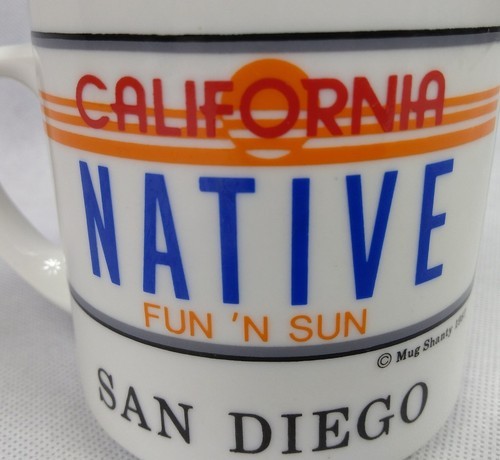 CALIFORNIA
NATIVE
FUN 'N SUN
© Mug Shanty
SAN DIEGO